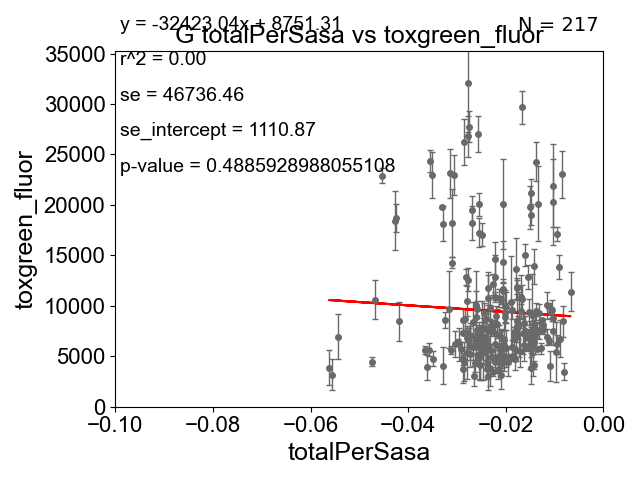 y = -32423.04x + 8751.31
N = 217
G totalPerSasa vs toxgreen_fluor
r^2 = 0.00
se = 46736.46
se_intercept = 1110.87
p-value = 0.4885928988055108
35000
30000
25000
20000
15000
10000
5000
0
toxgreen_fluor
−0.10
−0.08
−0.06
−0.04
−0.02
0.00
totalPerSasa